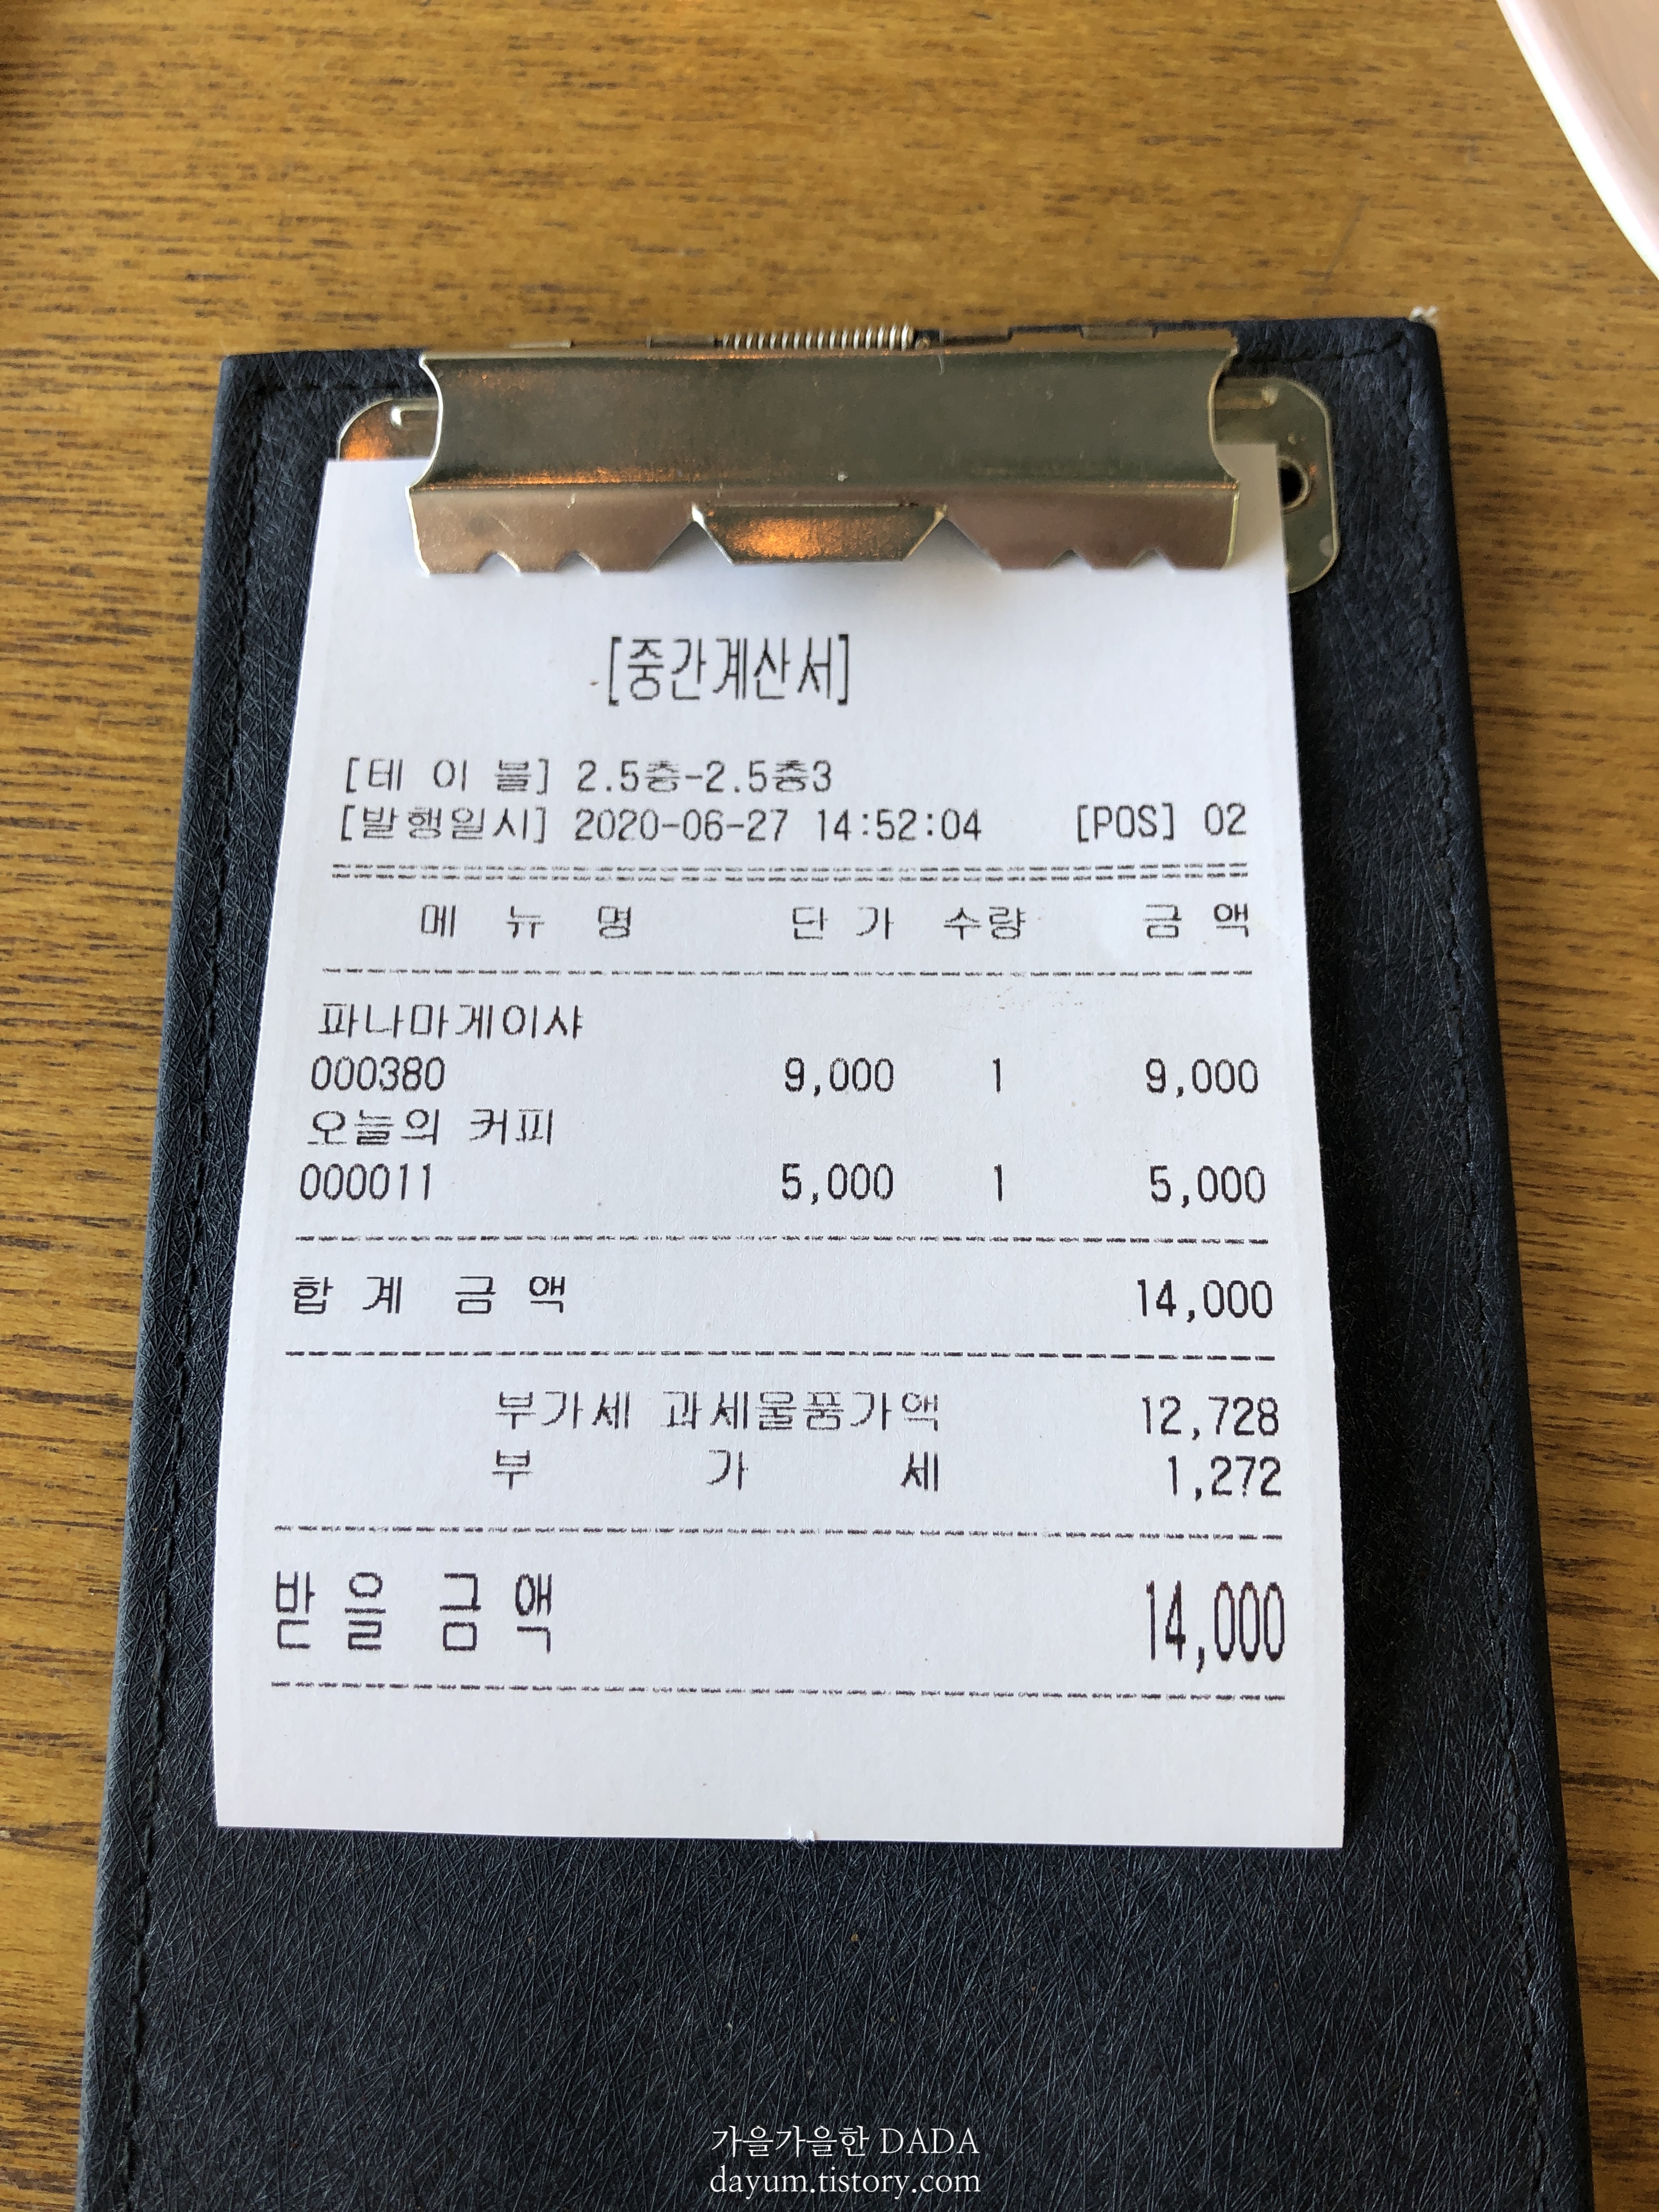 [중간계산서]
[테 이 블] 2.5층-2.5층3
[발행일시] 2020-06-27 14:52:04 [POS] 02
메 뉴 명 단 가 수량 금 액
파나마게이샤
000380 9,000 1 9,000
오늘의 커피
000011 5,000 1 5,000
합 계 금 액 14,000
부가세 과세물품가액 12,728
부 가 세 1,272
받 을 금 액 14,000
가을가을한 DADA
dayum.tistory.com